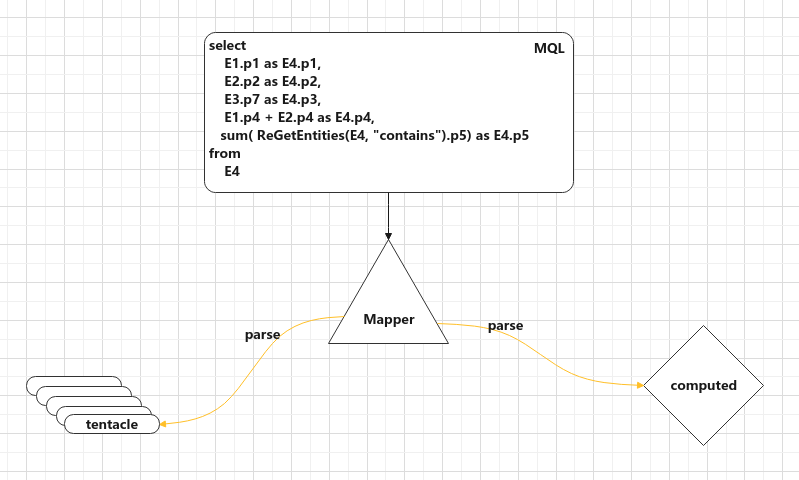 select
MQL
E1.p1 as E4.p1,
E2.p2 as E4.p2,
E3.p7 as E4.p3,
E1.p4 + E2.p4 as E4.p4,
sum( ReGetEntities(E4, "contains").p5) as E4.p5
from
E4
Mapper
parse
parse
computed
tentacle